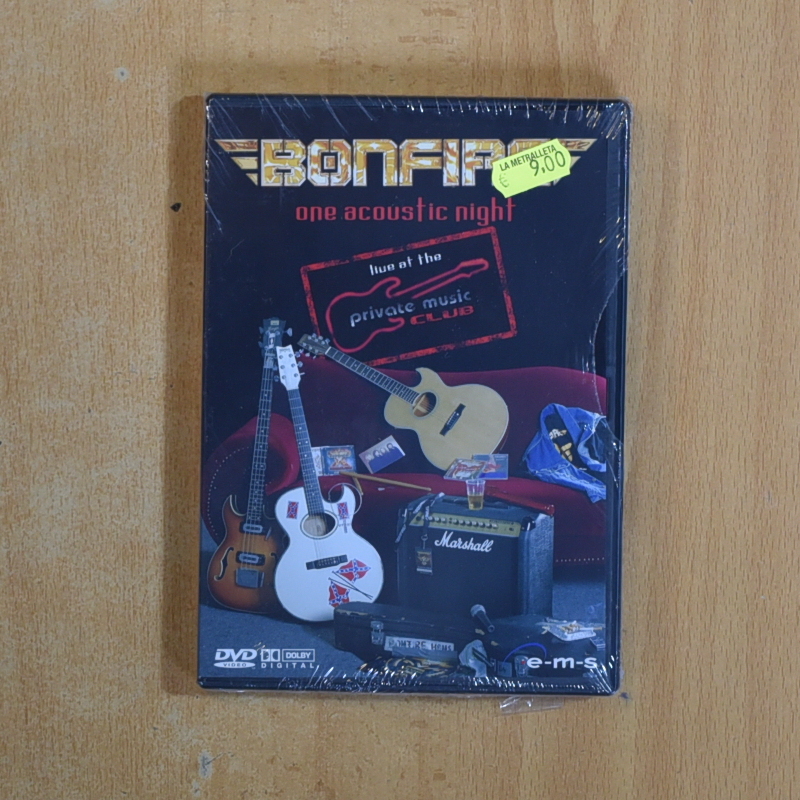 BONFIRE
LA METRALLETA
€ 9,00
one acoustic night
live at the
private music
CLUB
Marshall
DVD VIDEO
DOLBY DIGITAL
e-m-s